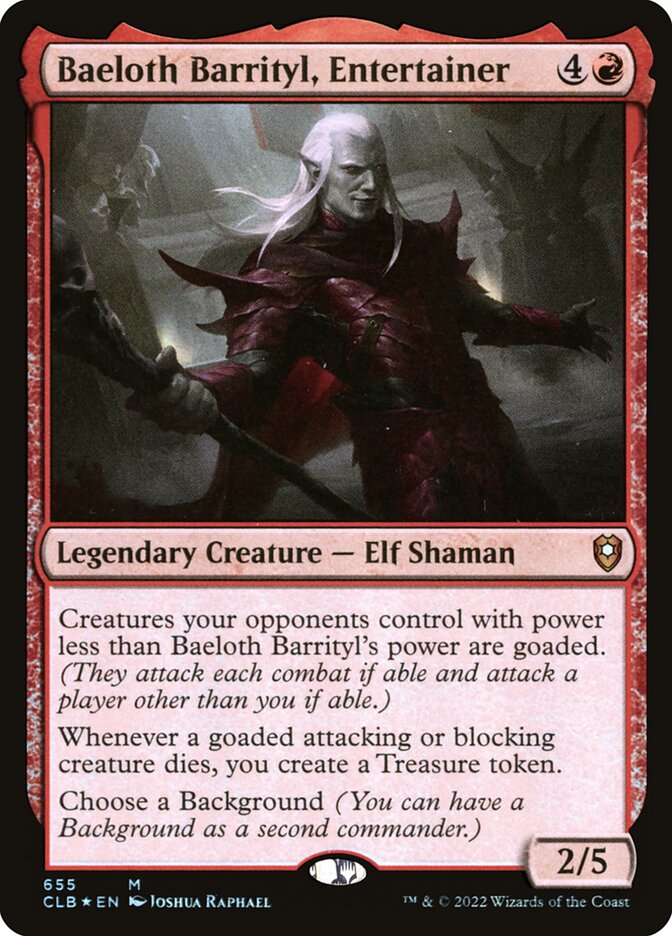 Baeloth Barrityl, Entertainer 4
Legendary Creature — Elf Shaman
Creatures your opponents control with power
less than Baeloth Barrityl's power are goaded.
(They attack each combat if able and attack a
player other than you if able.)
Whenever a goaded attacking or blocking
creature dies, you create a Treasure token.
Choose a Background (You can have a
Background as a second commander.)
2/5
655 M
CLB★EN Joshua Raphael ™ & © 2022 Wizards of the Coast